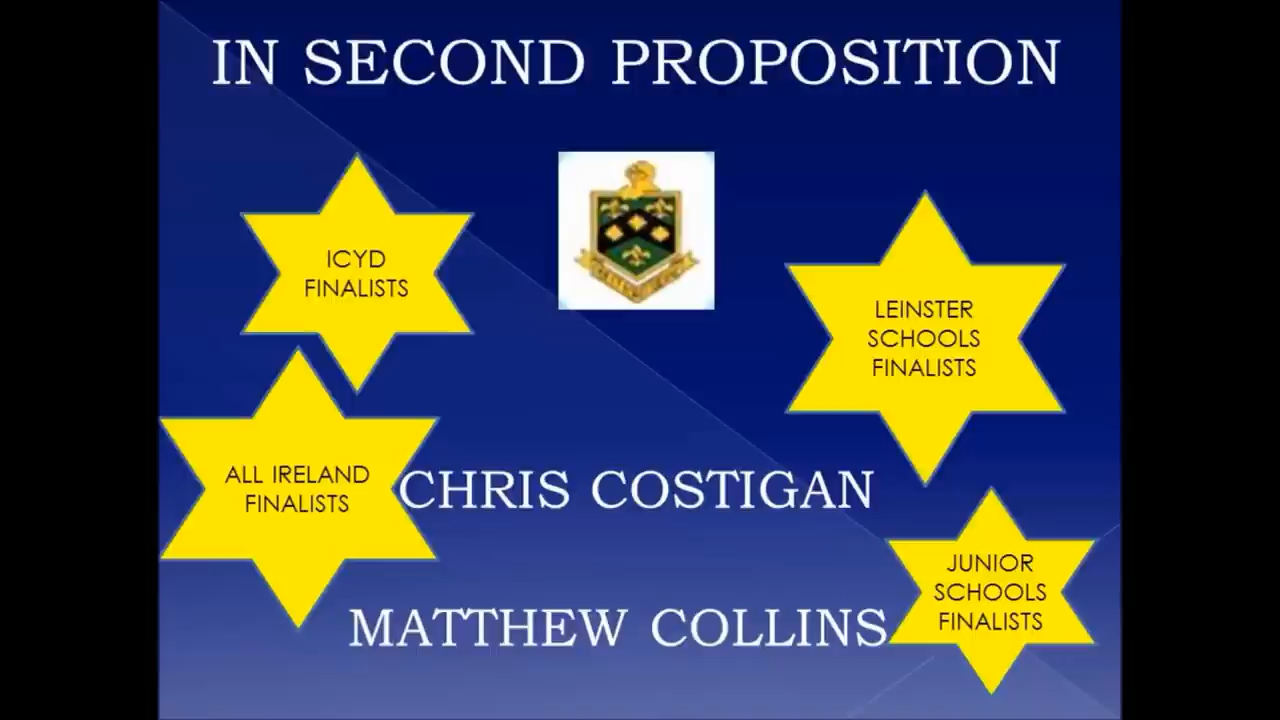 IN SECOND PROPOSITION
ICYD
FINALISTS
LEINSTER
SCHOOLS
FINALISTS
ALL IRELAND
FINALISTS
CHRIS COSTIGAN
JUNIOR
SCHOOLS
FINALISTS
MATTHEW COLLINS